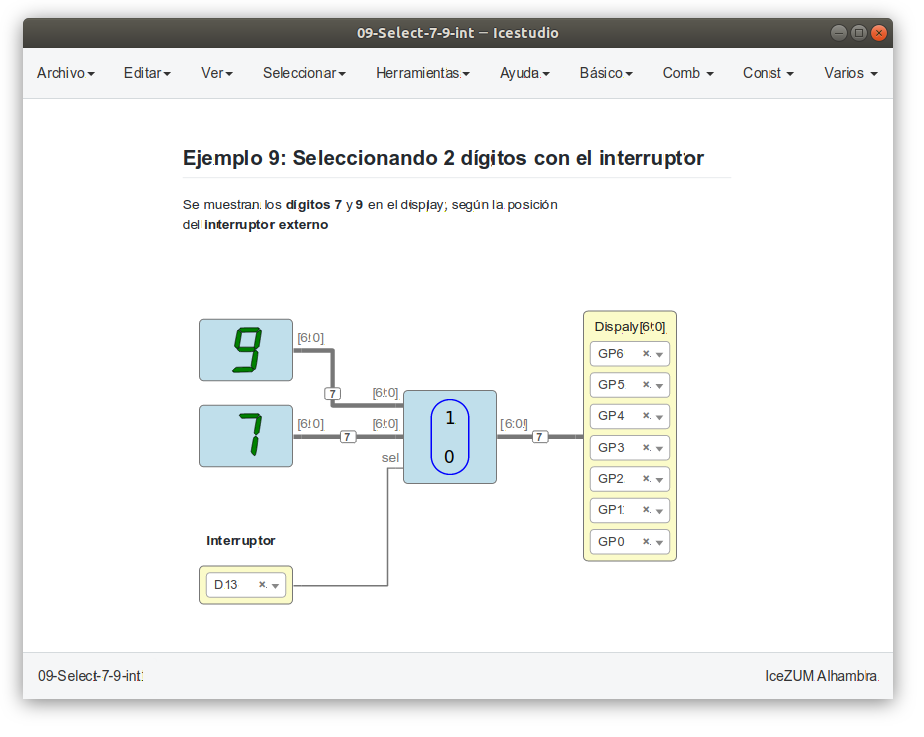 09-Select-7-9-int — Icestudio
Archivo Editar Ver Seleccionar Herramientas Ayuda Básico Comb Const Varios
Ejemplo 9: Seleccionando 2 dígitos con el interruptor
Se muestran los dígitos 7 y 9 en el display, según la posición
del interruptor externo
9
[6:0]
7
[6:0]
7
[6:0]
7
[6:0]
sel
1
0
[6:0]
7
Dispaly[6:0]
GP6
GP5
GP4
GP3
GP2
GP1
GP0
Interruptor
D13
09-Select-7-9-int
IceZUM Alhambra